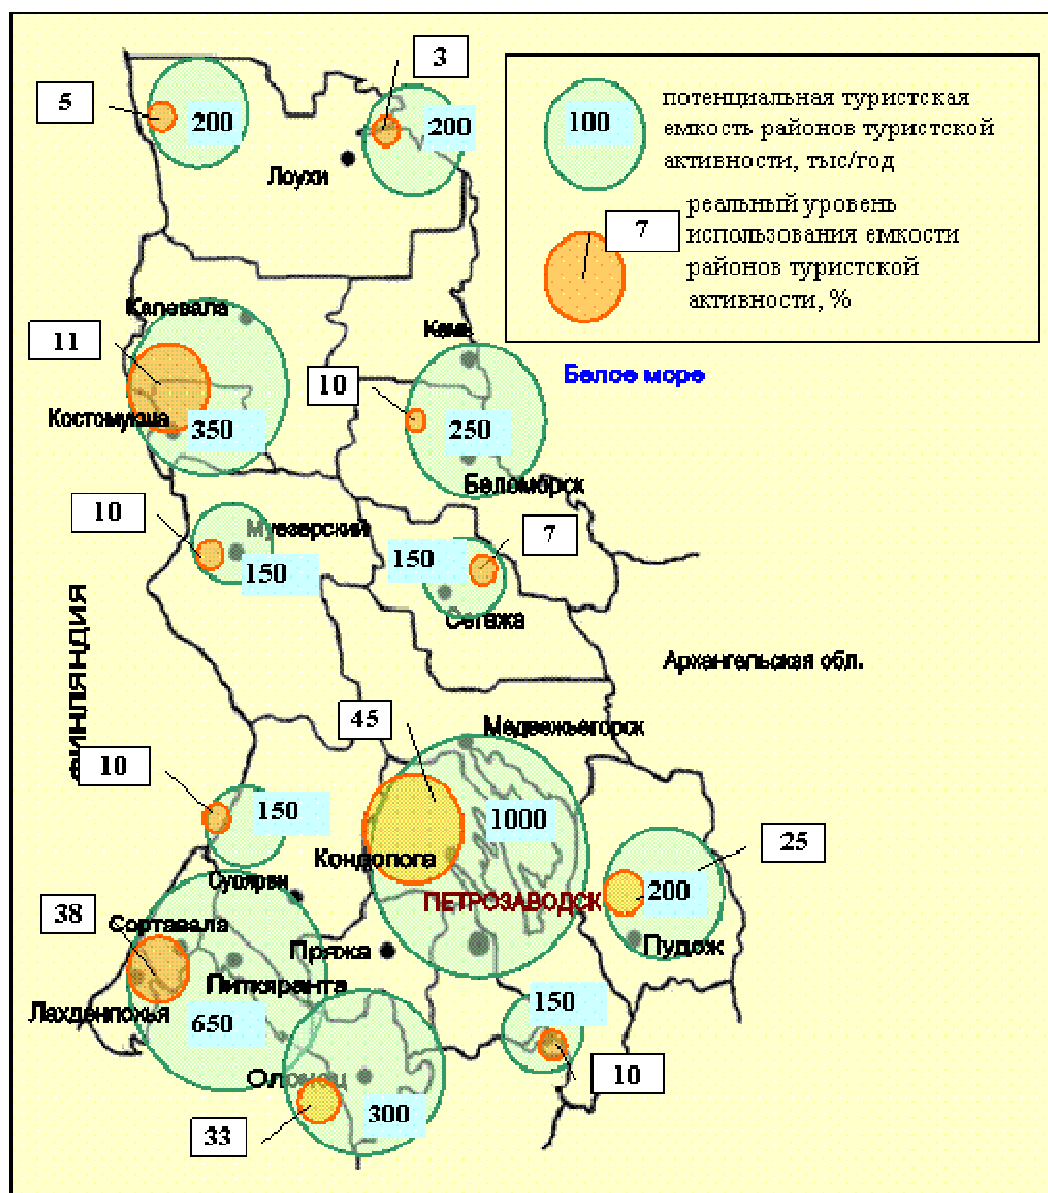 3
5
200
200
Лоухи
100
потенциальная туристская
емкость районов туристской
активности, тыс/год
7
реальный уровень
использования емкости
районов туристской
активности, %
Калевала
11
Костомукша
350
Кемь
10
250
Беломорск
Белое море
10
Муезерский
150
150
7
Сегежа
ФИНЛЯНДИЯ
Архангельская обл.
45
Медвежьегорск
10
150
1000
Кондопога
25
200
Суоярви
ПЕТРОЗАВОДСК
38
Сортавала
Пряжа
Пудож
Питкяранта
Лахденпохья
650
150
Олонец
10
300
33